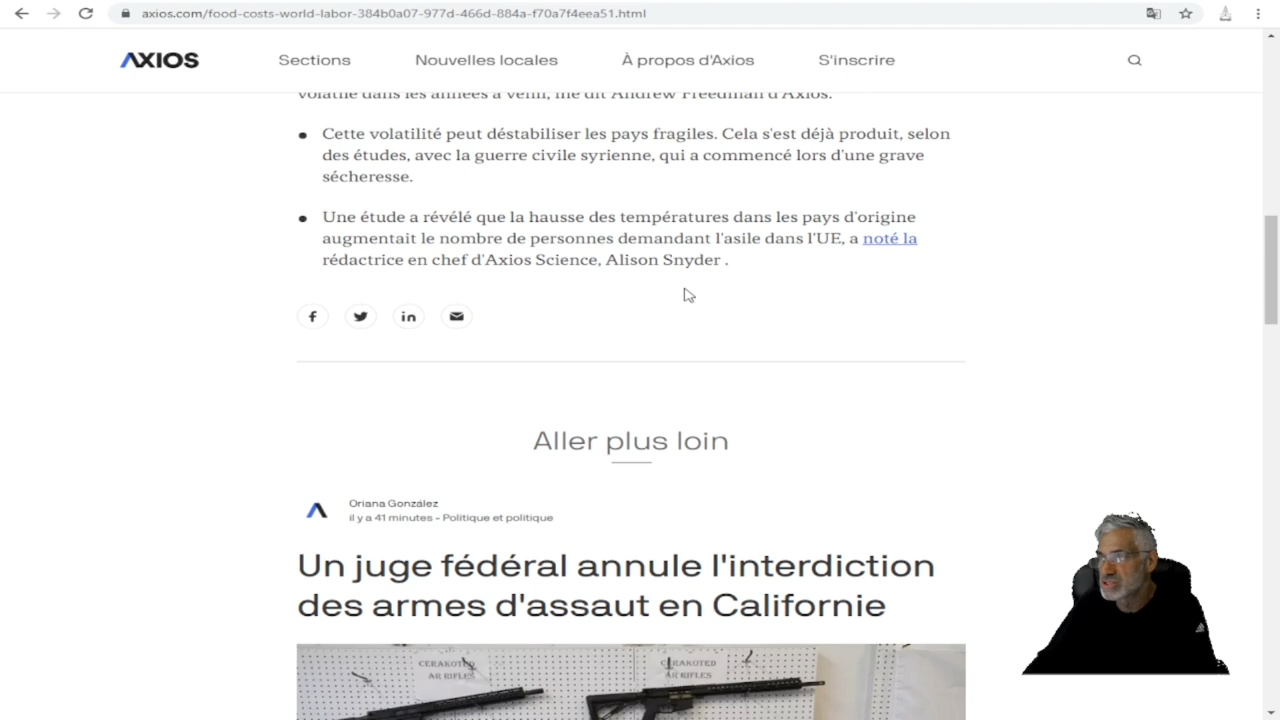 axios.com/food-costs-world-labor-384b0a07-977d-466d-884a-f70a7f4eea51.html
AXIOS
Sections
Nouvelles locales
À propos d'Axios
S'inscrire
volatile dans les années à venir, me dit Andrew Freedman d'Axios.
Cette volatilité peut déstabiliser les pays fragiles. Cela s'est déjà produit, selon
des études, avec la guerre civile syrienne, qui a commencé lors d'une grave
sécheresse.
Une étude a révélé que la hausse des températures dans les pays d'origine
augmentait le nombre de personnes demandant l'asile dans l'UE, a noté la
rédactrice en chef d'Axios Science, Alison Snyder .
Aller plus loin
Oriana González
il y a 41 minutes - Politique et politique
Un juge fédéral annule l'interdiction
des armes d'assaut en Californie
CERAKOTED
AR RIFLES
CERAKOTED
AR RIFLES